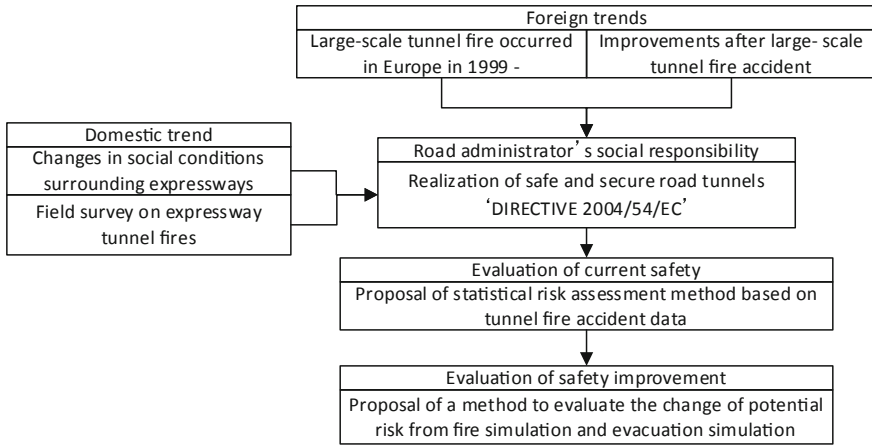 Foreign trends
Large-scale tunnel fire occurred
in Europe in 1999 -
Improvements after large- scale
tunnel fire accident
Domestic trend
Changes in social conditions
surrounding expressways
Field survey on expressway
tunnel fires
Road administrator’s social responsibility
Realization of safe and secure road tunnels
‘DIRECTIVE 2004/54/EC’
Evaluation of current safety
Proposal of statistical risk assessment method based on
tunnel fire accident data
Evaluation of safety improvement
Proposal of a method to evaluate the change of potential
risk from fire simulation and evacuation simulation